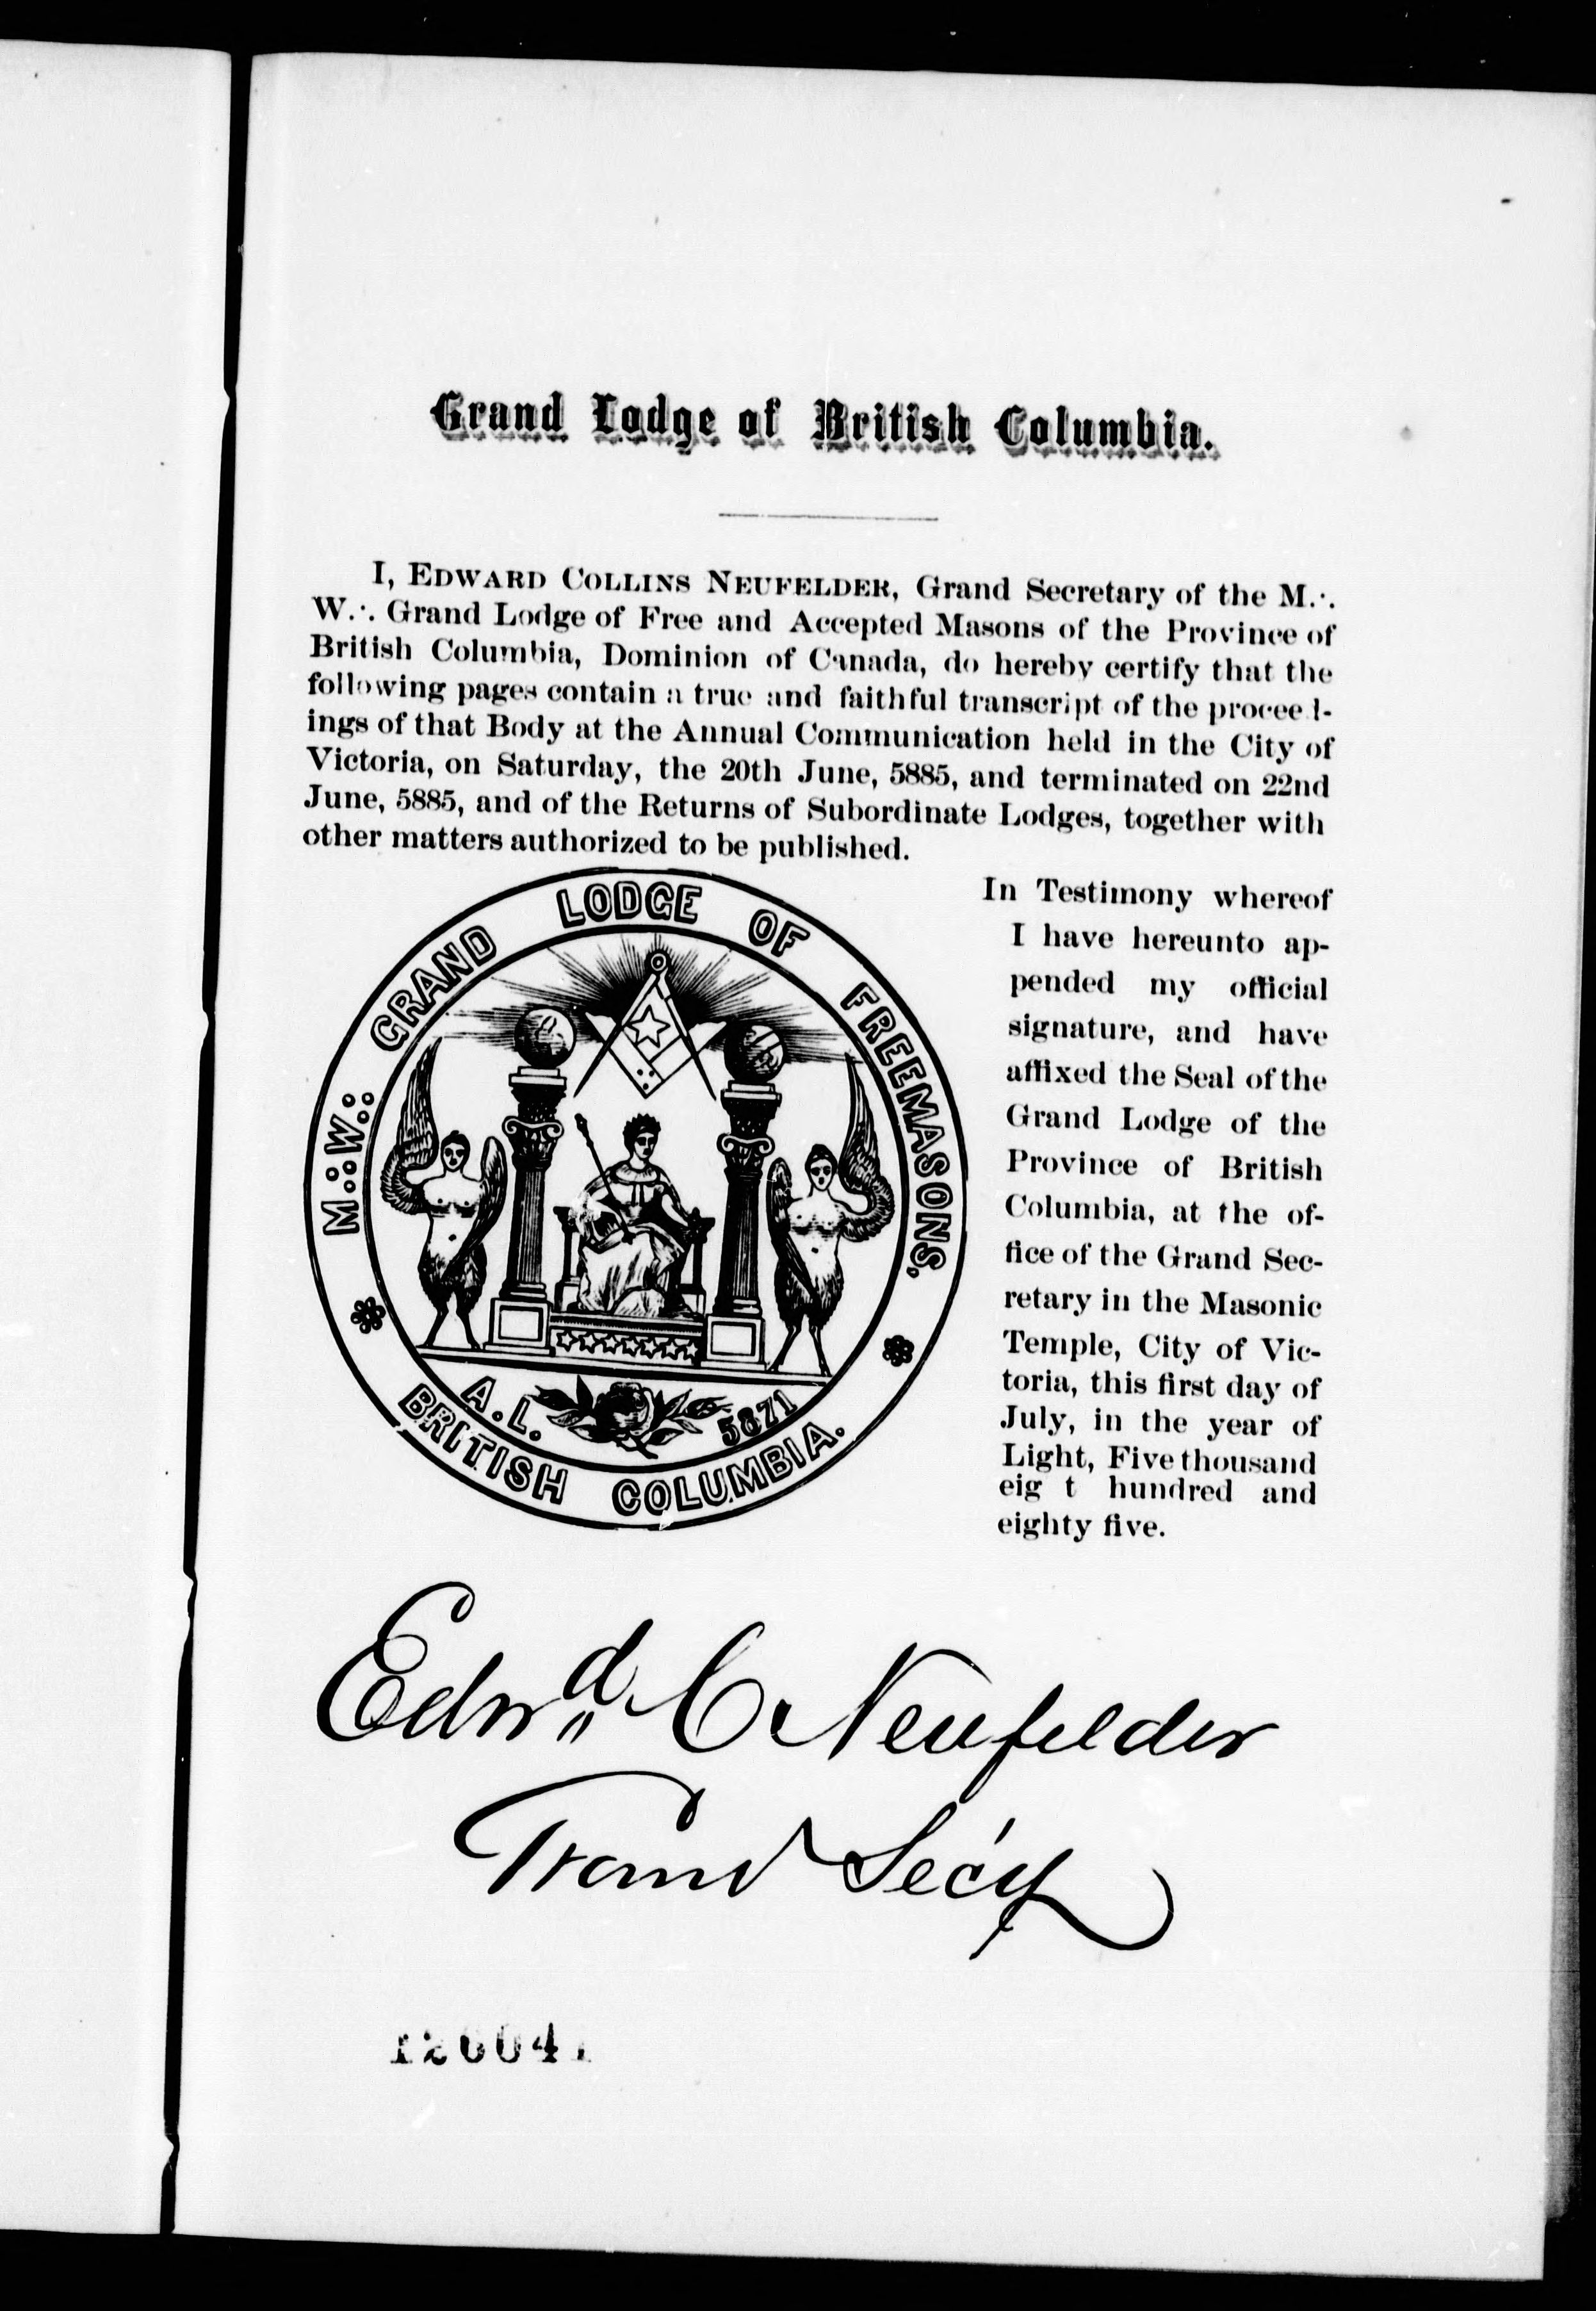 Grand Lodge of British Columbia.
I, EDWARD COLLINS NEUFELDER, Grand Secretary of the M.·.
W.·. Grand Lodge of Free and Accepted Masons of the Province of
British Columbia, Dominion of Canada, do hereby certify that the
following pages contain a true and faithful transcript of the procee l-
ings of that Body at the Annual Communication held in the City of
Victoria, on Saturday, the 20th June, 5885, and terminated on 22nd
June, 5885, and of the Returns of Subordinate Lodges, together with
other matters authorized to be published.
M.·.W.·. GRAND LODGE OF FREEMASONS.
A.L. 5871
BRITISH COLUMBIA.
In Testimony whereof
I have hereunto ap-
pended my official
signature, and have
affixed the Seal of the
Grand Lodge of the
Province of British
Columbia, at the of-
fice of the Grand Sec-
retary in the Masonic
Temple, City of Vic-
toria, this first day of
July, in the year of
Light, Five thousand
eig t hundred and
eighty five.
Edwd. C. Neufelder
Grand Sec'y